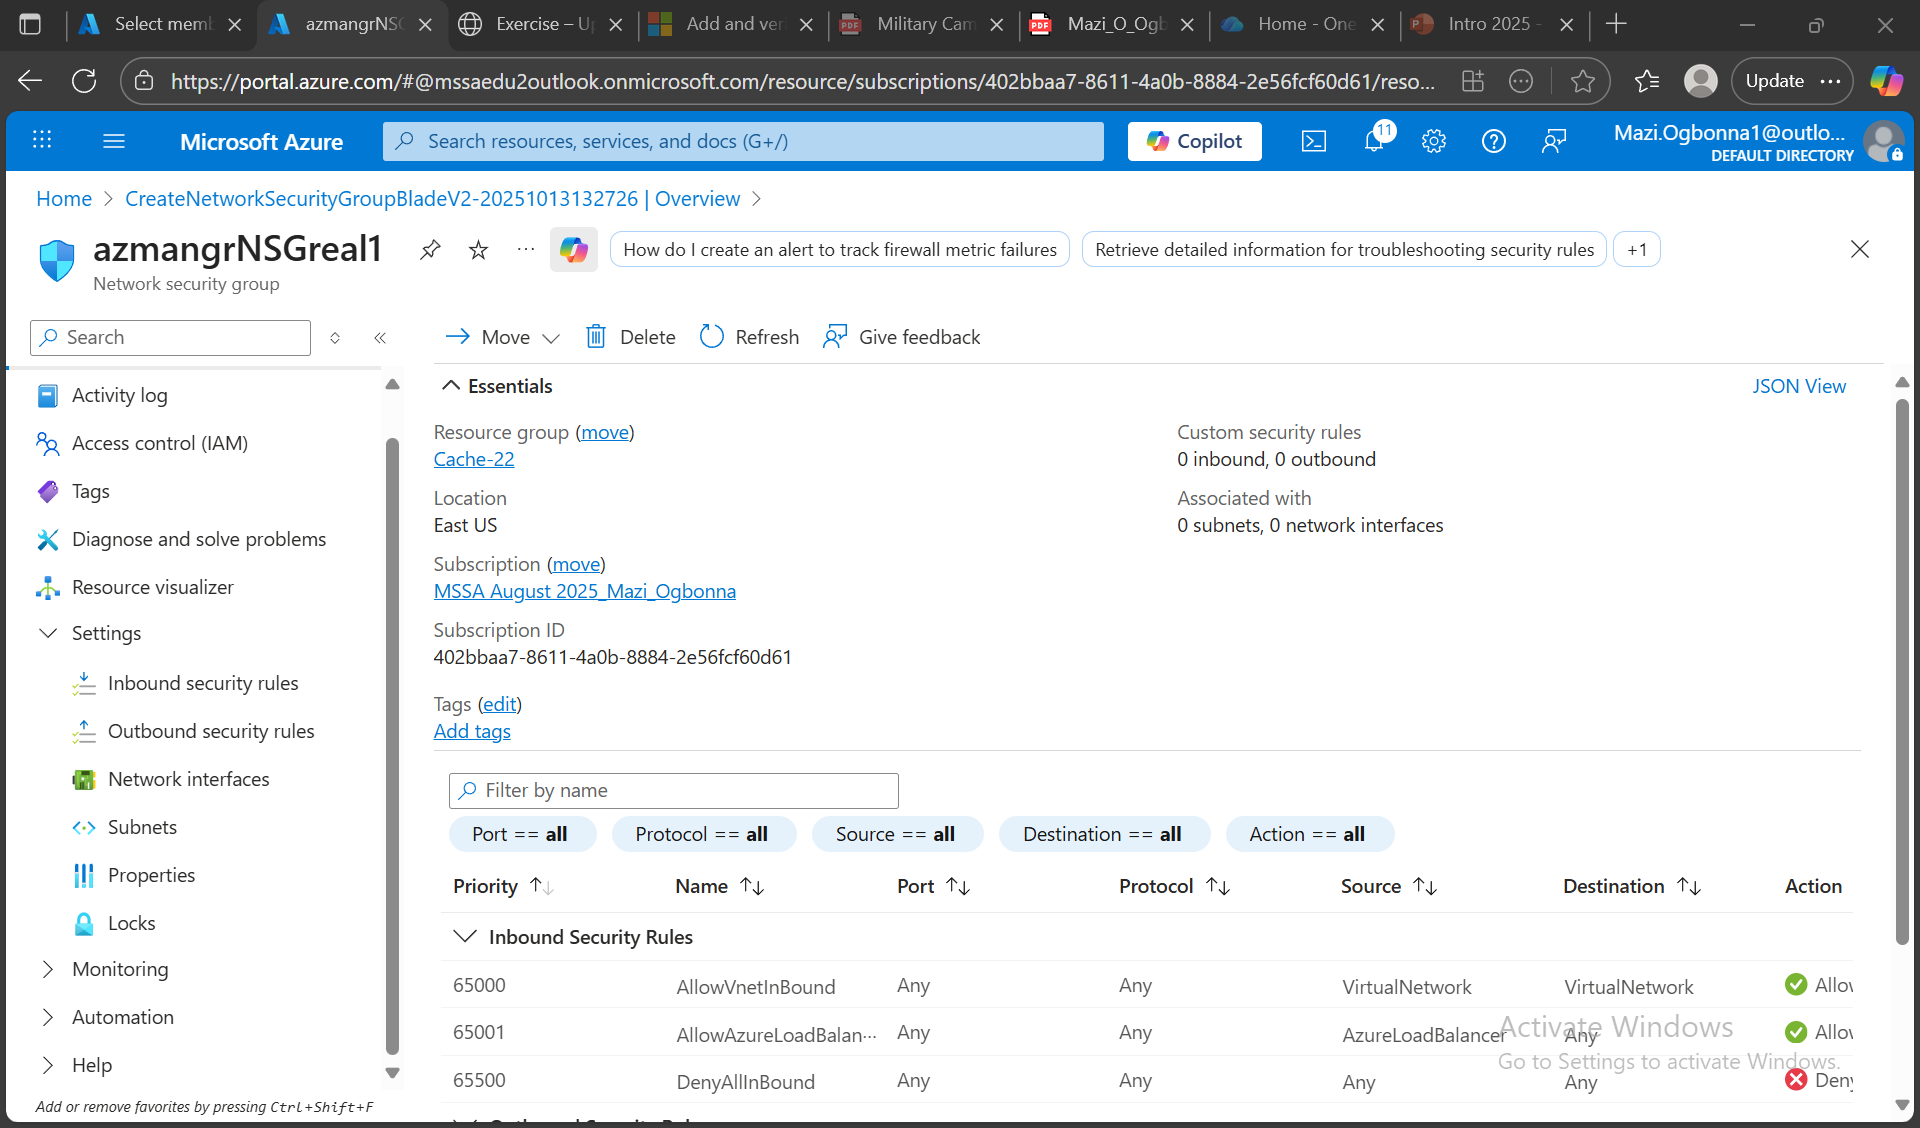 Select memb
azmangrNSG
Exercise – Up
Add and ver
Military Cam
Mazi_O_Ogb
Home - One
Intro 2025 -
https://portal.azure.com/#@mssaedu2outlook.onmicrosoft.com/resource/subscriptions/402bbaa7-8611-4a0b-8884-2e56fcf60d61/reso...
Update
Microsoft Azure
Search resources, services, and docs (G+/)
Copilot
11
Mazi.Ogbonna1@outlo...
DEFAULT DIRECTORY
Home > CreateNetworkSecurityGroupBladeV2-20251013132726 | Overview >
azmangrNSGreal1
Network security group
How do I create an alert to track firewall metric failures
Retrieve detailed information for troubleshooting security rules
+1
Search
Move
Delete
Refresh
Give feedback
Activity log
Access control (IAM)
Tags
Diagnose and solve problems
Resource visualizer
Settings
Inbound security rules
Outbound security rules
Network interfaces
Subnets
Properties
Locks
Monitoring
Automation
Help
Add or remove favorites by pressing Ctrl+Shift+F
Essentials
JSON View
Resource group (move)
Cache-22
Location
East US
Subscription (move)
MSSA August 2025_Mazi_Ogbonna
Subscription ID
402bbaa7-8611-4a0b-8884-2e56fcf60d61
Tags (edit)
Add tags
Custom security rules
0 inbound, 0 outbound
Associated with
0 subnets, 0 network interfaces
Filter by name
Port == all
Protocol == all
Source == all
Destination == all
Action == all
Priority Name Port Protocol Source Destination Action
Inbound Security Rules
65000 AllowVnetInBound Any Any VirtualNetwork VirtualNetwork Allow
65001 AllowAzureLoadBalan··· Any Any AzureLoadBalancer Any Allow
65500 DenyAllInBound Any Any Any Any Deny
Activate Windows
Go to Settings to activate Windows.